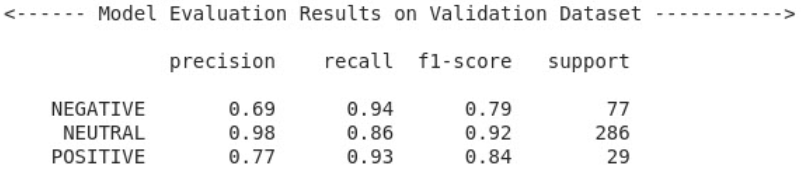 <------ Model Evaluation Results on Validation Dataset ----------->
precision recall f1-score support
NEGATIVE 0.69 0.94 0.79 77
NEUTRAL 0.98 0.86 0.92 286
POSITIVE 0.77 0.93 0.84 29